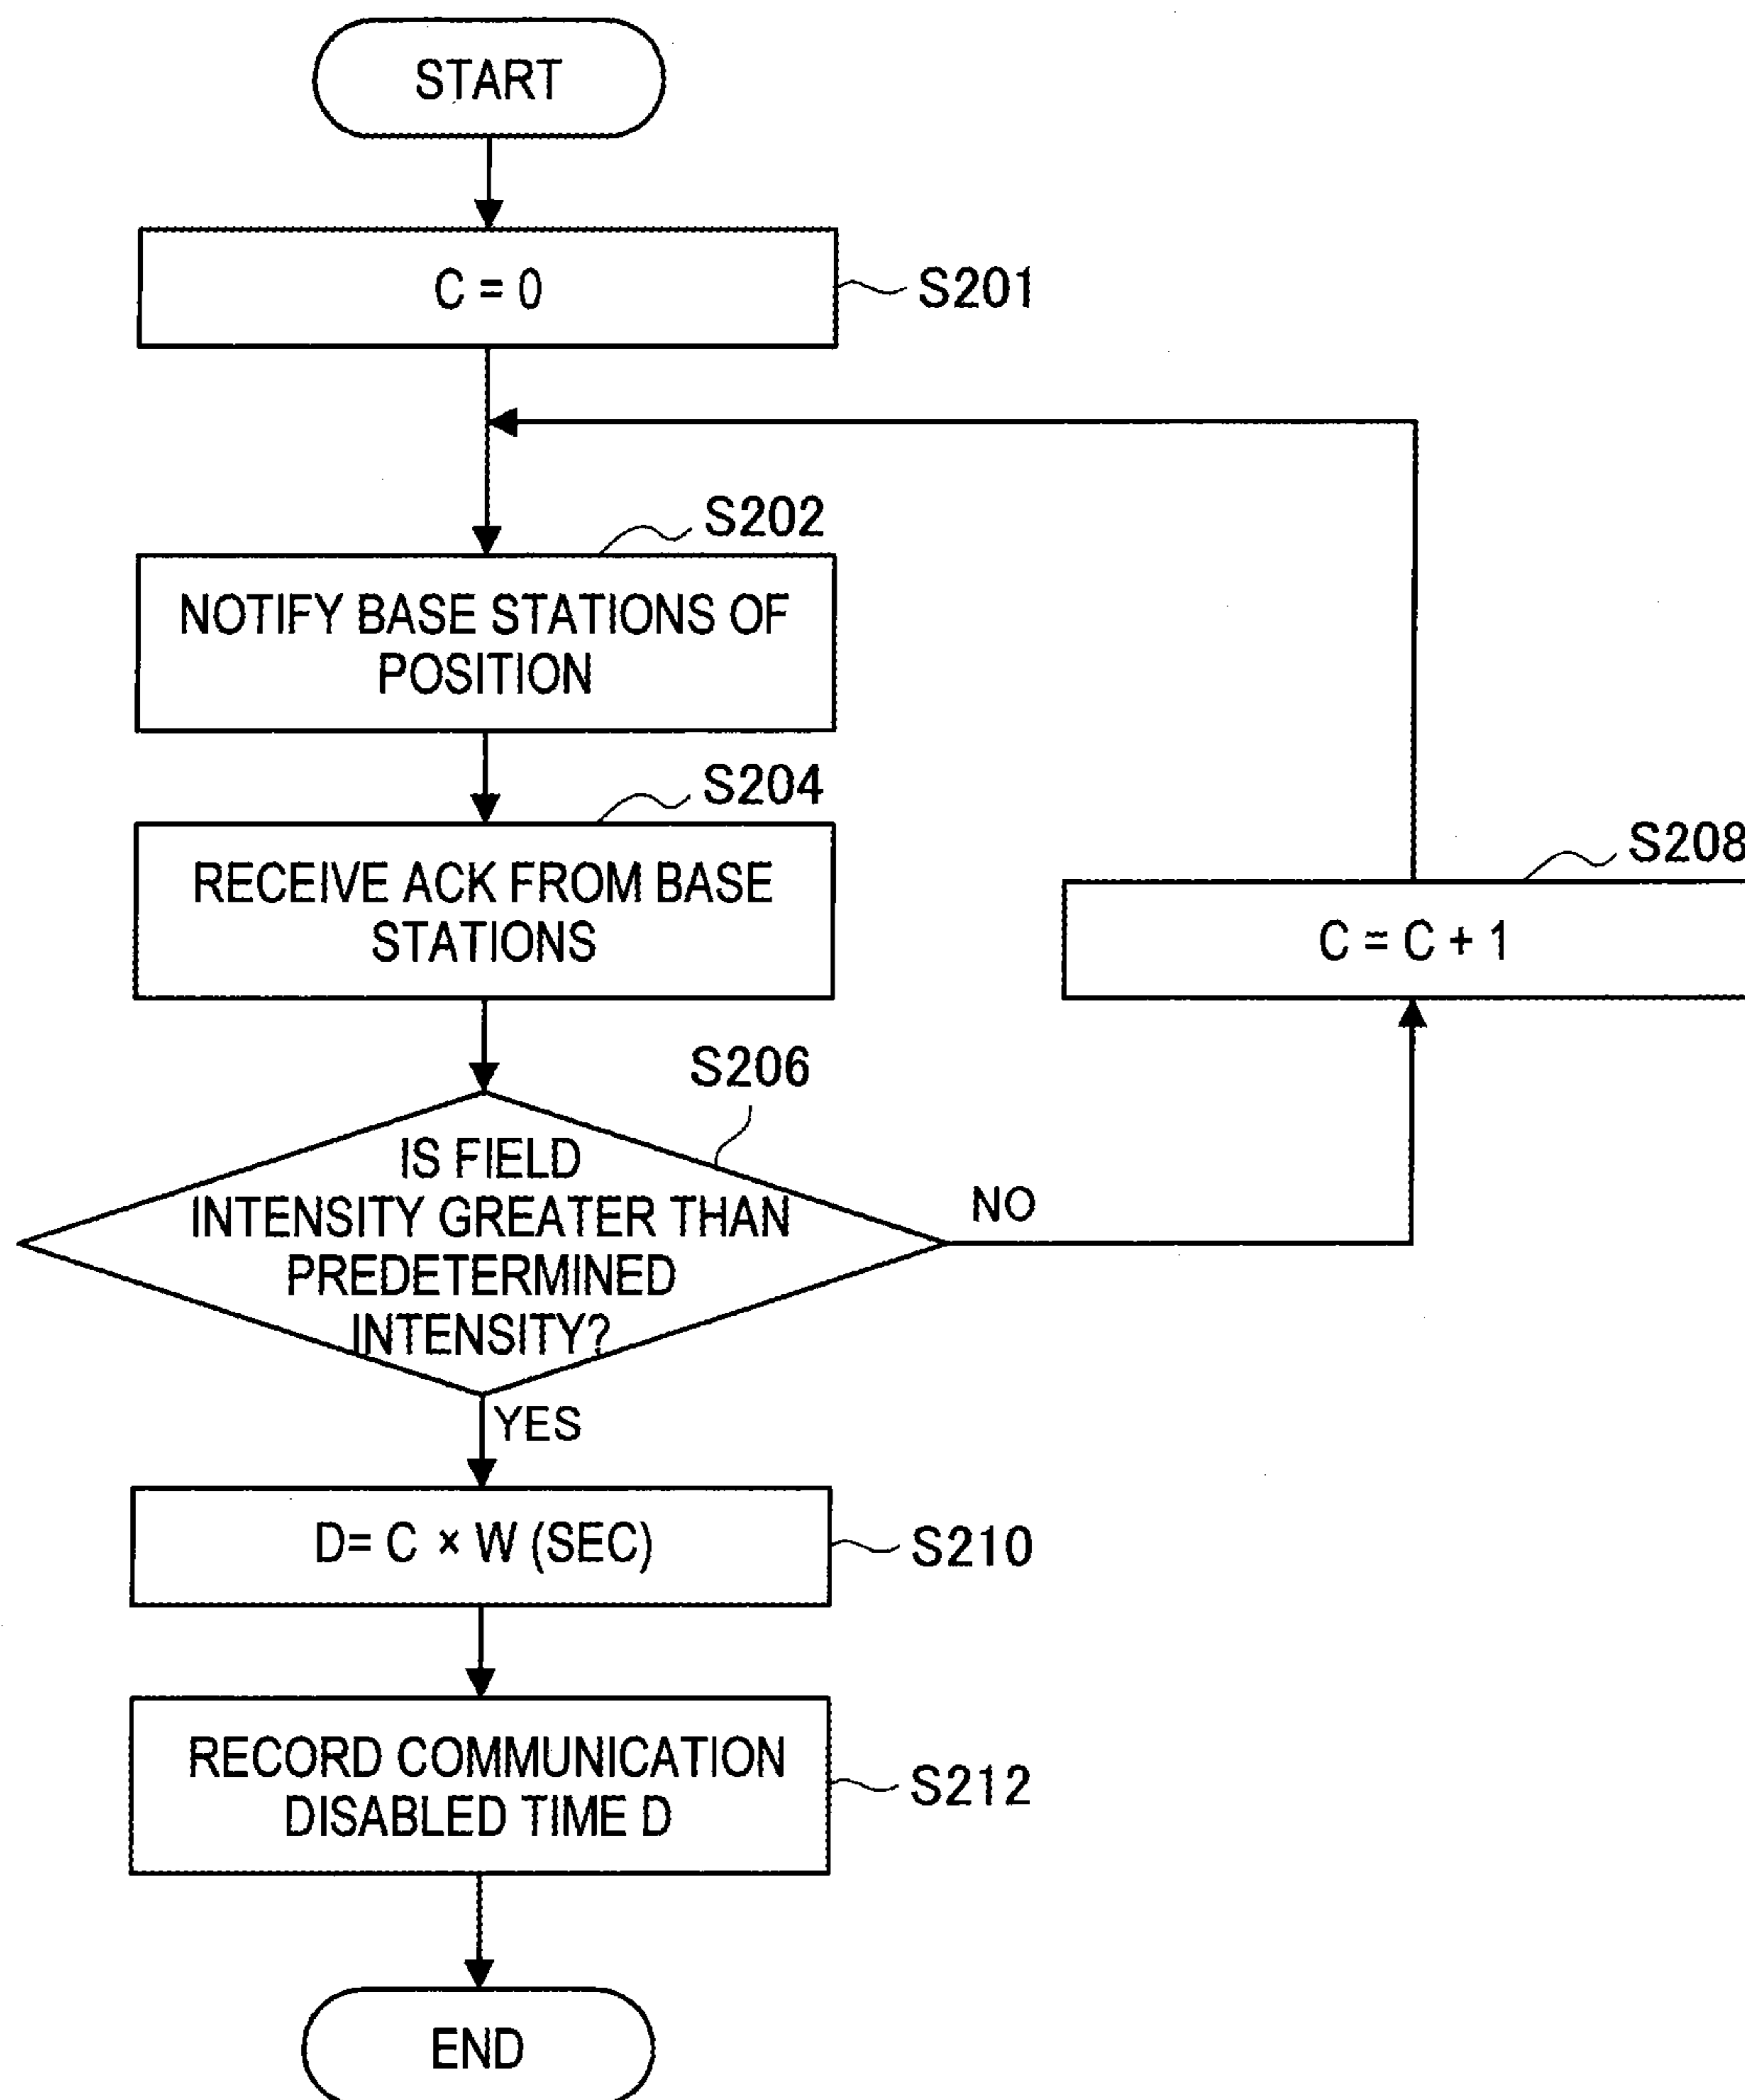 START
C = 0
S201
S202
NOTIFY BASE STATIONS OF
POSITION
S204
RECEIVE ACK FROM BASE
STATIONS
S208
C = C + 1
S206
IS FIELD
INTENSITY GREATER THAN
PREDETERMINED
INTENSITY?
NO
YES
D= C × W (SEC)
S210
RECORD COMMUNICATION
DISABLED TIME D
S212
END